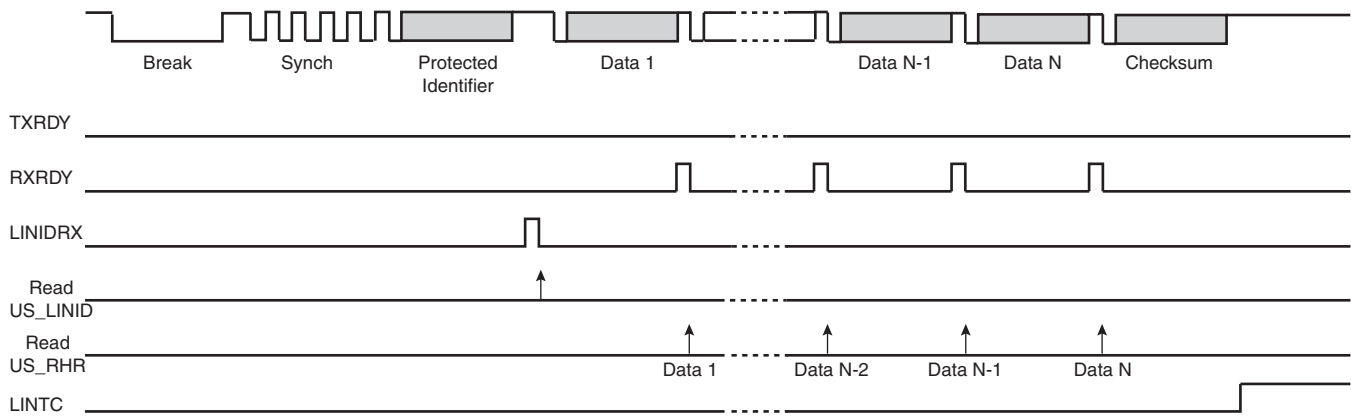 Break Synch Protected Data 1 Data N-1 Data N Checksum
Identifier
TXRDY
RXRDY
LINIDRX
Read
US_LINID
Read
US_RHR
Data 1 Data N-2 Data N-1 Data N
LINTC